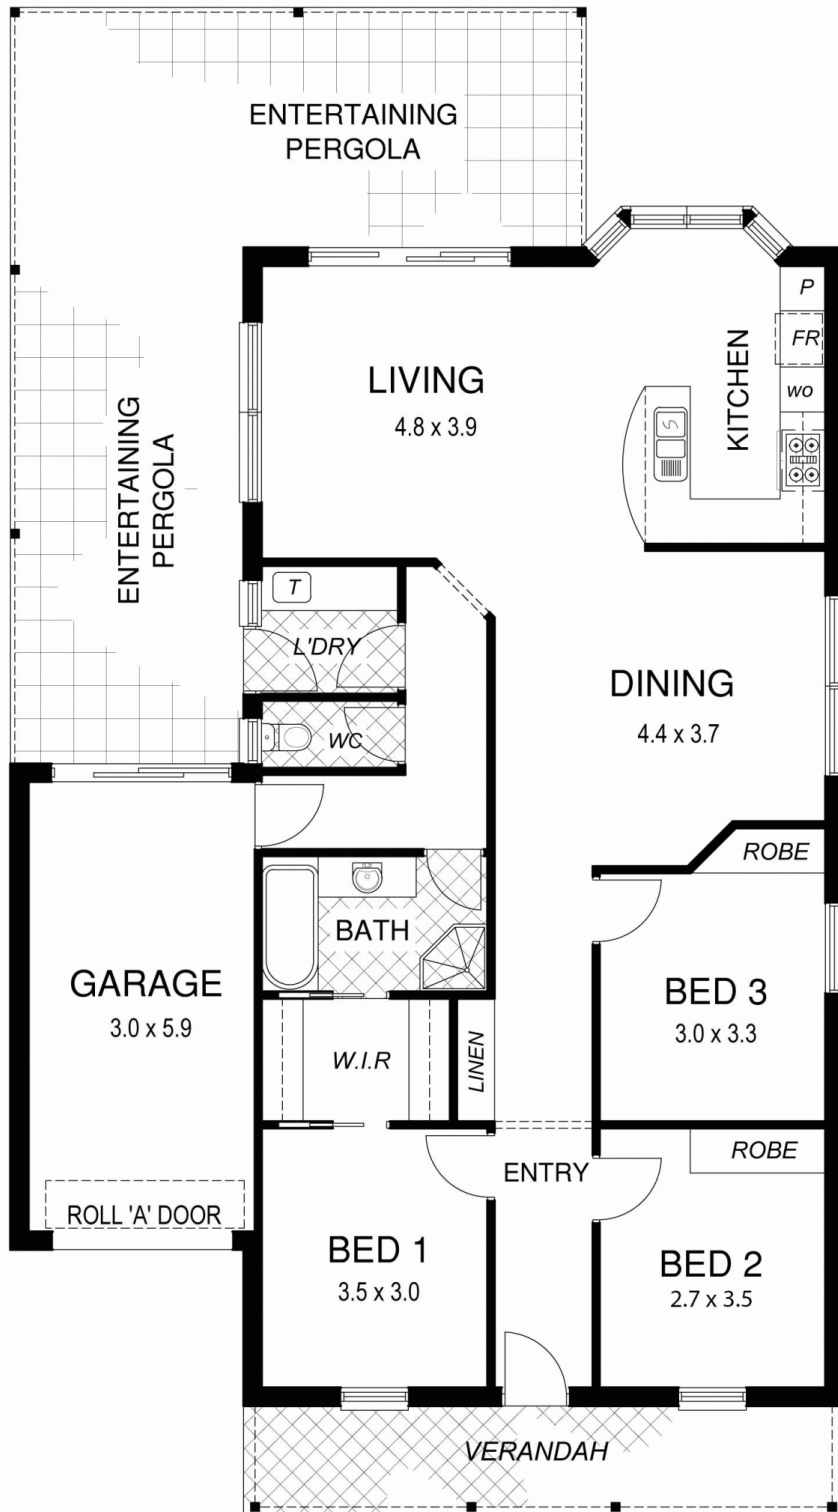 ENTERTAINING
PERGOLA
P
FR
WO
KITCHEN
LIVING
4.8 x 3.9
ENTERTAINING
PERGOLA
T
L'DRY
WC
DINING
4.4 x 3.7
ROBE
BATH
GARAGE
3.0 x 5.9
BED 3
3.0 x 3.3
W.I.R
LINEN
ROBE
ENTRY
ROLL 'A' DOOR
BED 1
3.5 x 3.0
BED 2
2.7 x 3.5
VERANDAH